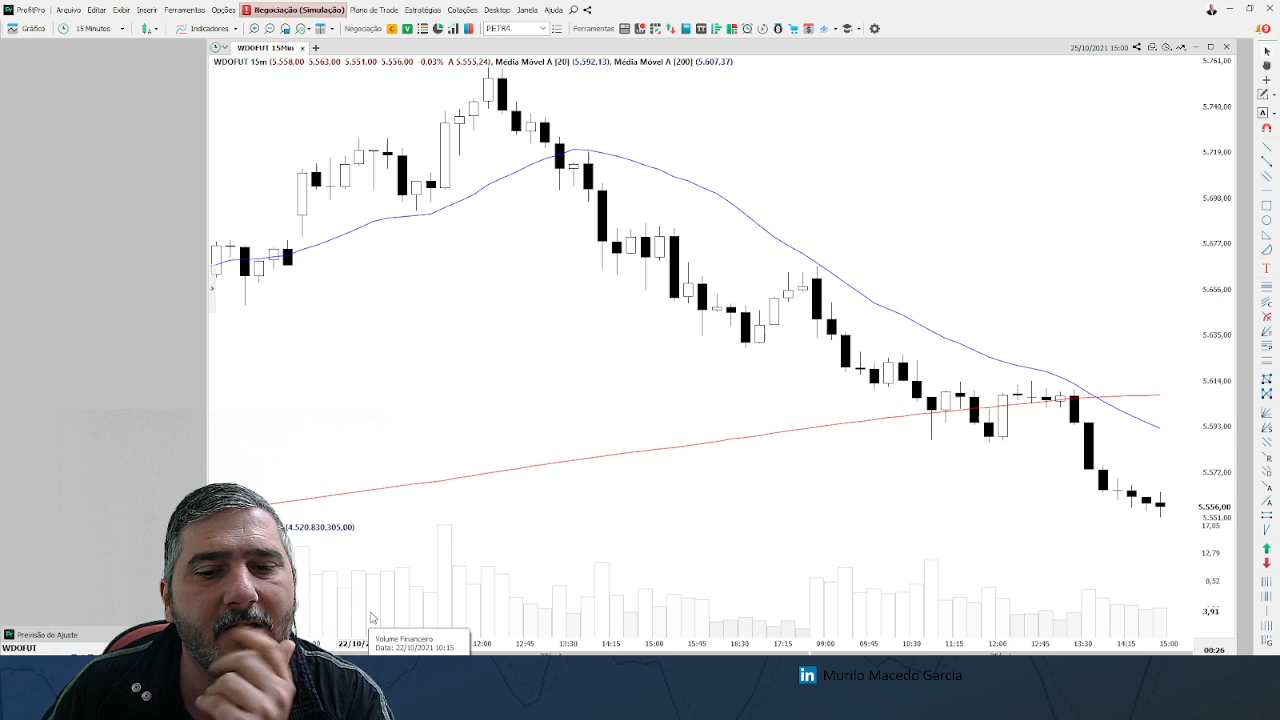 ProfitPro Arquivo Editar Exibir Inserir Ferramentas Opções Negociação (Simulação) Plano de Trade Estratégias Cotações Desktop Janela Ajuda
Gráfico 15 Minutos Indicadores Negociação PETR4 Ferramentas
WDOFUT 15Min 25/10/2021 15:00
WDOFUT 15m (5.558,00 5.563,00 5.551,00 5.556,00 -0.03% A 5.555,24), Média Móvel A [20] (5.592,13), Média Móvel A [200] (5.607,37)
5.761,00
5.740,00
5.719,00
5.698,00
5.677,00
5.656,00
5.635,00
5.614,00
5.593,00
5.572,00
5.556,00
5.551,00
(4.520.830.305,00)
17,05
12,79
8,52
3,91
Volume Financeiro
Data: 22/10/2021 10:15
22/10/ 12:00 12:45 13:30 14:15 15:00 15:45 16:30 17:15 09:00 09:45 10:30 11:15 12:00 12:45 13:30 14:15 15:00
00:26
Previsão do Ajuste
WDOFUT
in Murilo Macedo Garcia